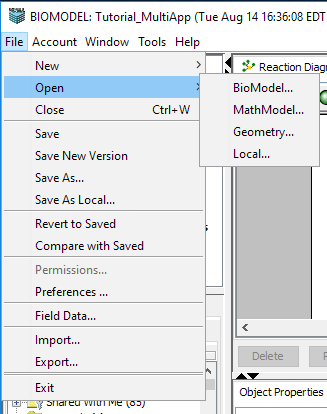 BIOMODEL: Tutorial_MultiApp (Tue Aug 14 16:36:08 EDT
File Account Window Tools Help
New
Open
Close Ctrl+W
Save
Save New Version
Save As...
Save As Local...
Revert to Saved
Compare with Saved
Permissions...
Preferences ...
Field Data...
Import...
Export...
Exit
BioModel...
MathModel...
Geometry...
Local...
Reaction Diag
Delete
Object Properties
Shared With Me (85)